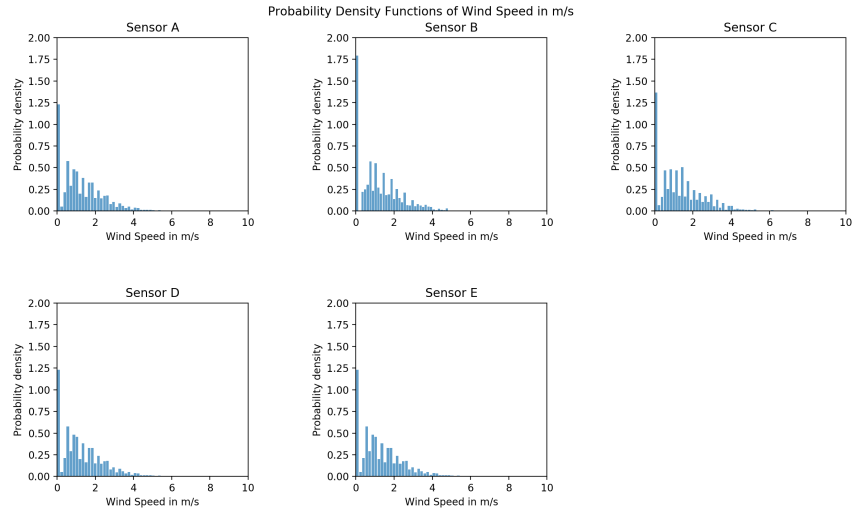 Probability Density Functions of Wind Speed in m/s
Sensor A
2.00
1.75
1.50
1.25
1.00
0.75
0.50
0.25
0.00
Probability density
0 2 4 6 8 10
Wind Speed in m/s
Sensor B
2.00
1.75
1.50
1.25
1.00
0.75
0.50
0.25
0.00
Probability density
0 2 4 6 8 10
Wind Speed in m/s
Sensor C
2.00
1.75
1.50
1.25
1.00
0.75
0.50
0.25
0.00
Probability density
0 2 4 6 8 10
Wind Speed in m/s
Sensor D
2.00
1.75
1.50
1.25
1.00
0.75
0.50
0.25
0.00
Probability density
0 2 4 6 8 10
Wind Speed in m/s
Sensor E
2.00
1.75
1.50
1.25
1.00
0.75
0.50
0.25
0.00
Probability density
0 2 4 6 8 10
Wind Speed in m/s